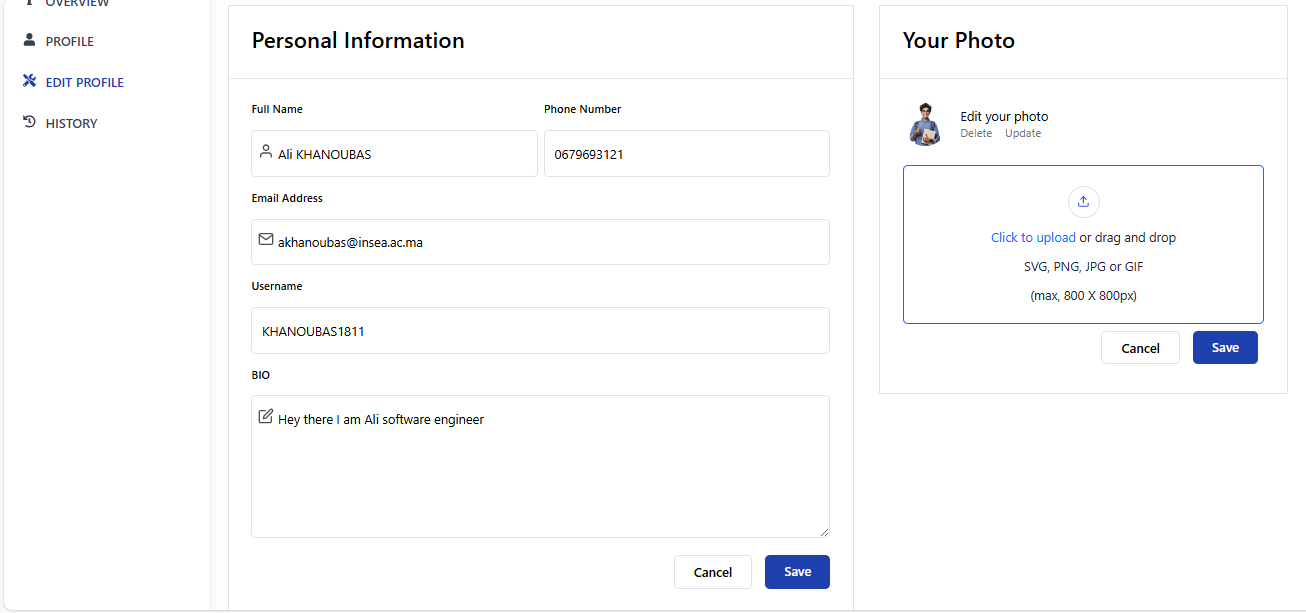 OVERVIEW
PROFILE
EDIT PROFILE
HISTORY
Personal Information
Full Name
Phone Number
Ali KHANOUBAS
0679693121
Email Address
akhanoubas@insea.ac.ma
Username
KHANOUBAS1811
BIO
Hey there I am Ali software engineer
Cancel
Save
Your Photo
Edit your photo
Delete Update
Click to upload or drag and drop
SVG, PNG, JPG or GIF
(max, 800 X 800px)
Cancel
Save